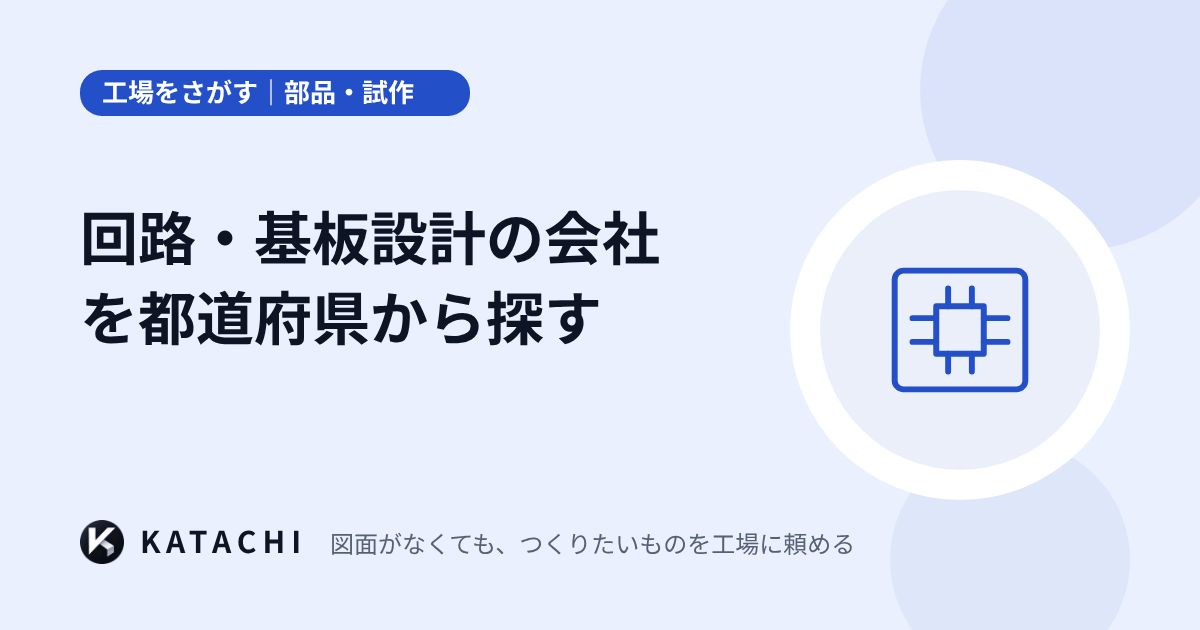 工場をさがす｜部品・試作
回路・基板設計の会社
を都道府県から探す
KATACHI 図面がなくても、つくりたいものを工場に頼める